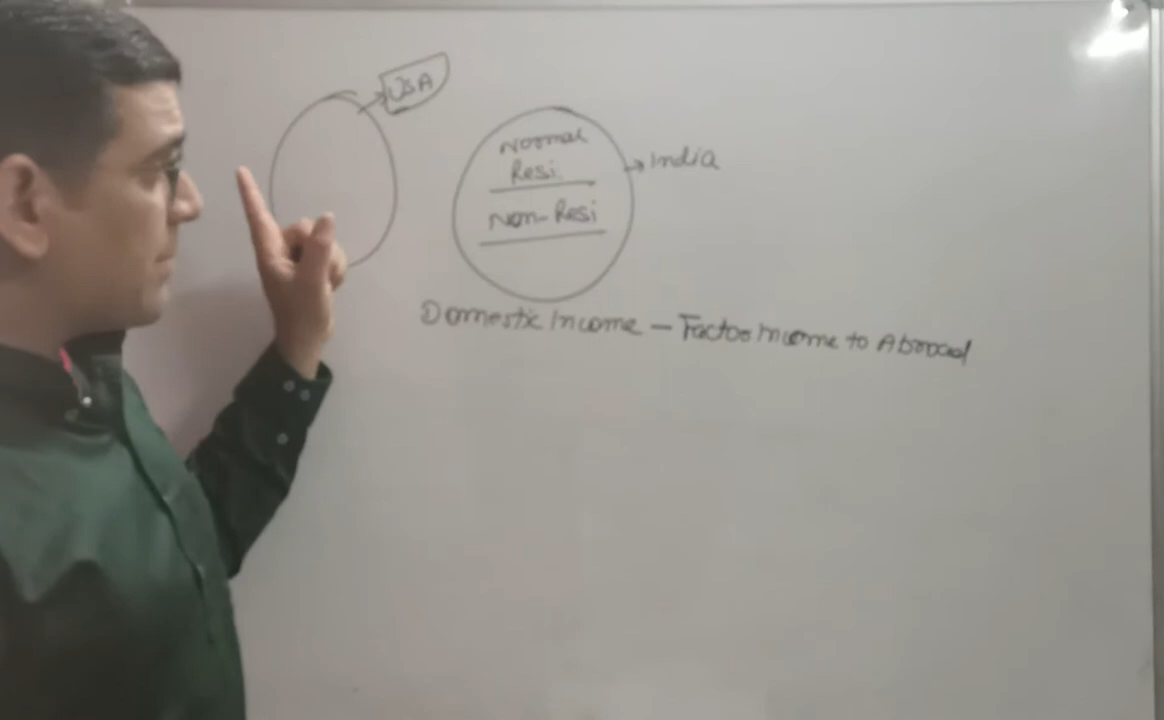 USA
Normal
Resi.
Non-Resi
India
Domestic Income - Factor Income to Abroad